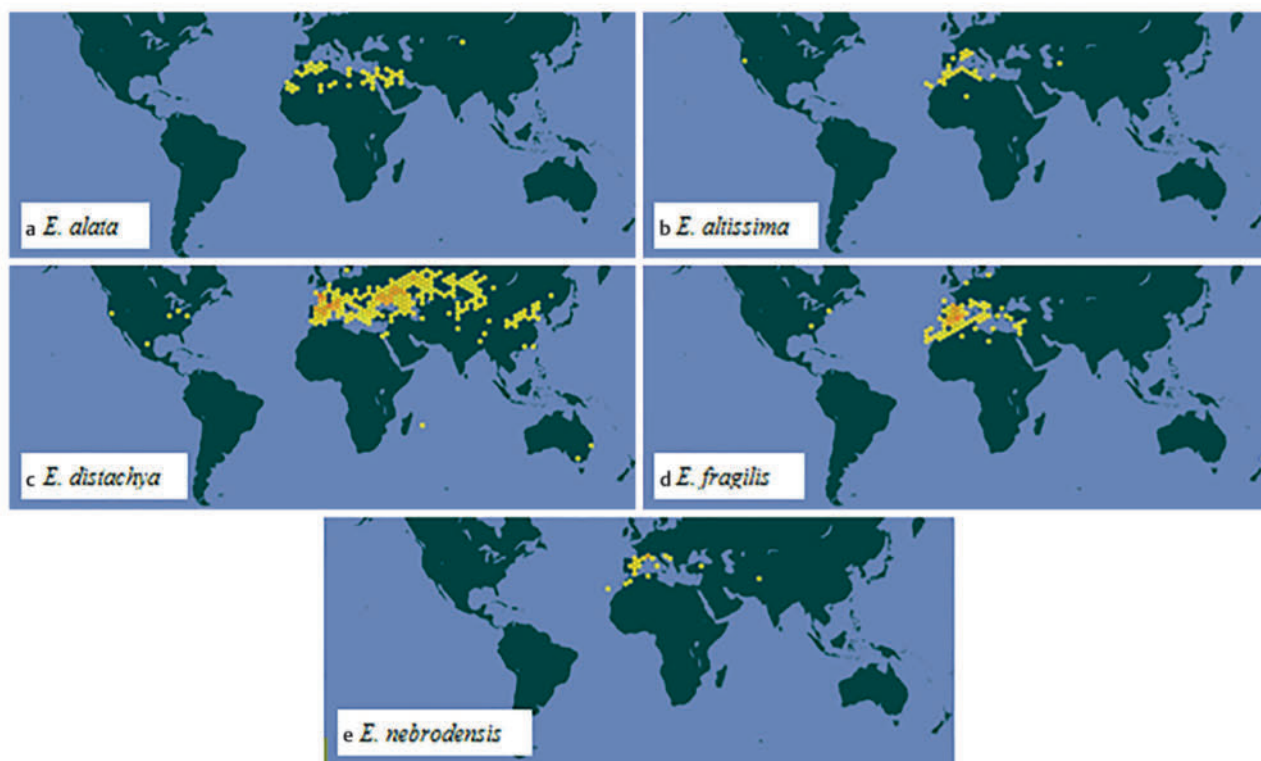 a E. alata
b E. altissima
c E. distachya
d E. fragilis
e E. nebrodensis